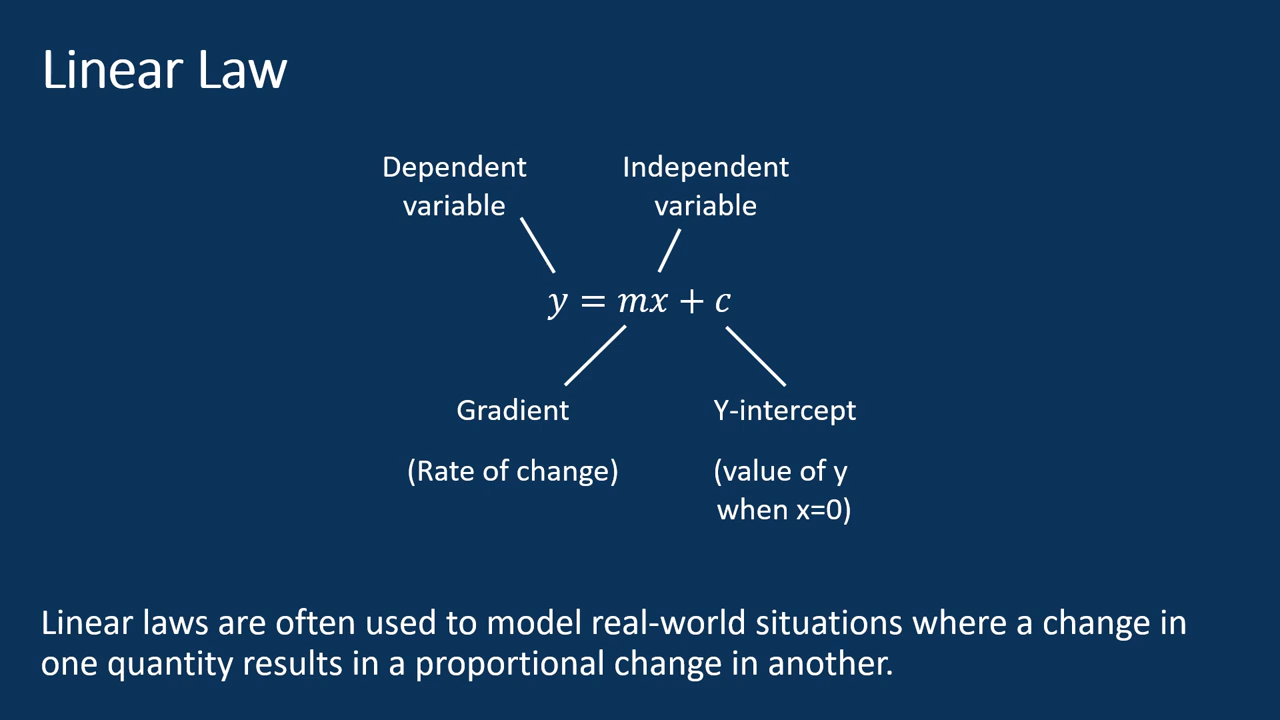 Linear Law
Dependent
variable
Independent
variable
y = mx + c
Gradient
(Rate of change)
Y-intercept
(value of y
when x=0)
Linear laws are often used to model real-world situations where a change in
one quantity results in a proportional change in another.